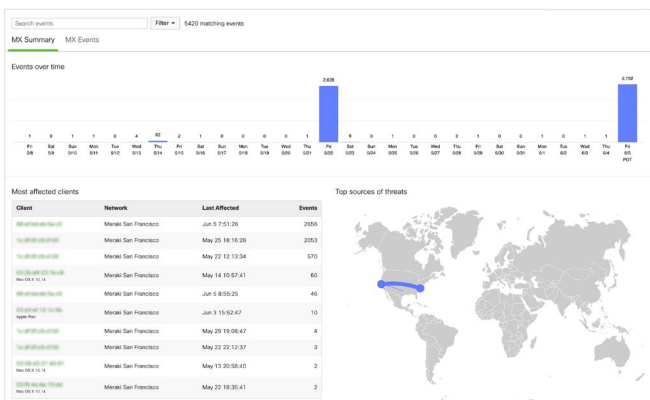 Search events
Filter
5420 matching events
MX Summary MX Events
Events over time
1 0 1 1 0 4 62 2 1 0 0 0 0 1 2,628 0 1 0 0 3 1 0 0 1 0 1 1 2,702
Fri Sat Sun Mon Tue Wed Thu Fri Sat Sun Mon Tue Wed Thu Fri Sat Sun Mon Tue Wed Thu Fri Sat Sun Mon Tue Wed Thu Fri
5/8 5/9 5/10 5/11 5/12 5/13 5/14 5/15 5/16 5/17 5/18 5/19 5/20 5/21 5/22 5/23 5/24 5/25 5/26 5/27 5/28 5/29 5/30 5/31 6/1 6/2 6/3 6/4 6/5
PDT
Most affected clients
Top sources of threats
Client Network Last Affected Events
Meraki San Francisco Jun 5 7:51:26 2656
Meraki San Francisco May 25 18:16:28 2053
Meraki San Francisco May 22 12:13:34 570
Meraki San Francisco May 14 10:57:41 60
Mac OS X 10.14
Meraki San Francisco Jun 5 8:55:25 46
Meraki San Francisco Jun 3 15:52:47 10
Apple iPad
Meraki San Francisco May 29 19:08:47 4
Meraki San Francisco May 22 22:12:37 3
Meraki San Francisco May 13 20:58:40 2
Mac OS X 10.14
Meraki San Francisco May 22 18:35:41 2
Mac OS X 10.14